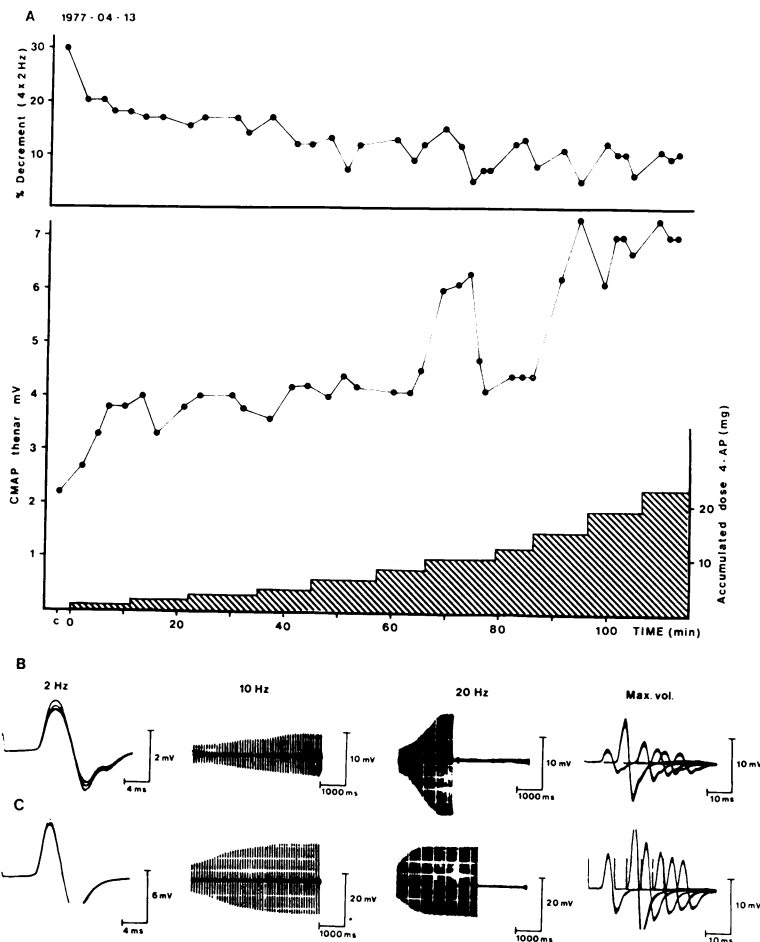 A 1977-04-13
% Decrement (4x2Hz)
30
20
10
CMAP thenar mV
7
6
5
4
3
2
1
Accumulated dose 4-AP (mg)
20
10
c 0 20 40 60 80 100 TIME (min)
B
2 Hz 10 Hz 20 Hz Max. vol.
2 mV
4 ms
10 mV
1000 ms
10 mV
1000 ms
10 mV
10 ms
C
6 mV
4 ms
20 mV
1000 ms
20 mV
1000 ms
10 mV
10 ms